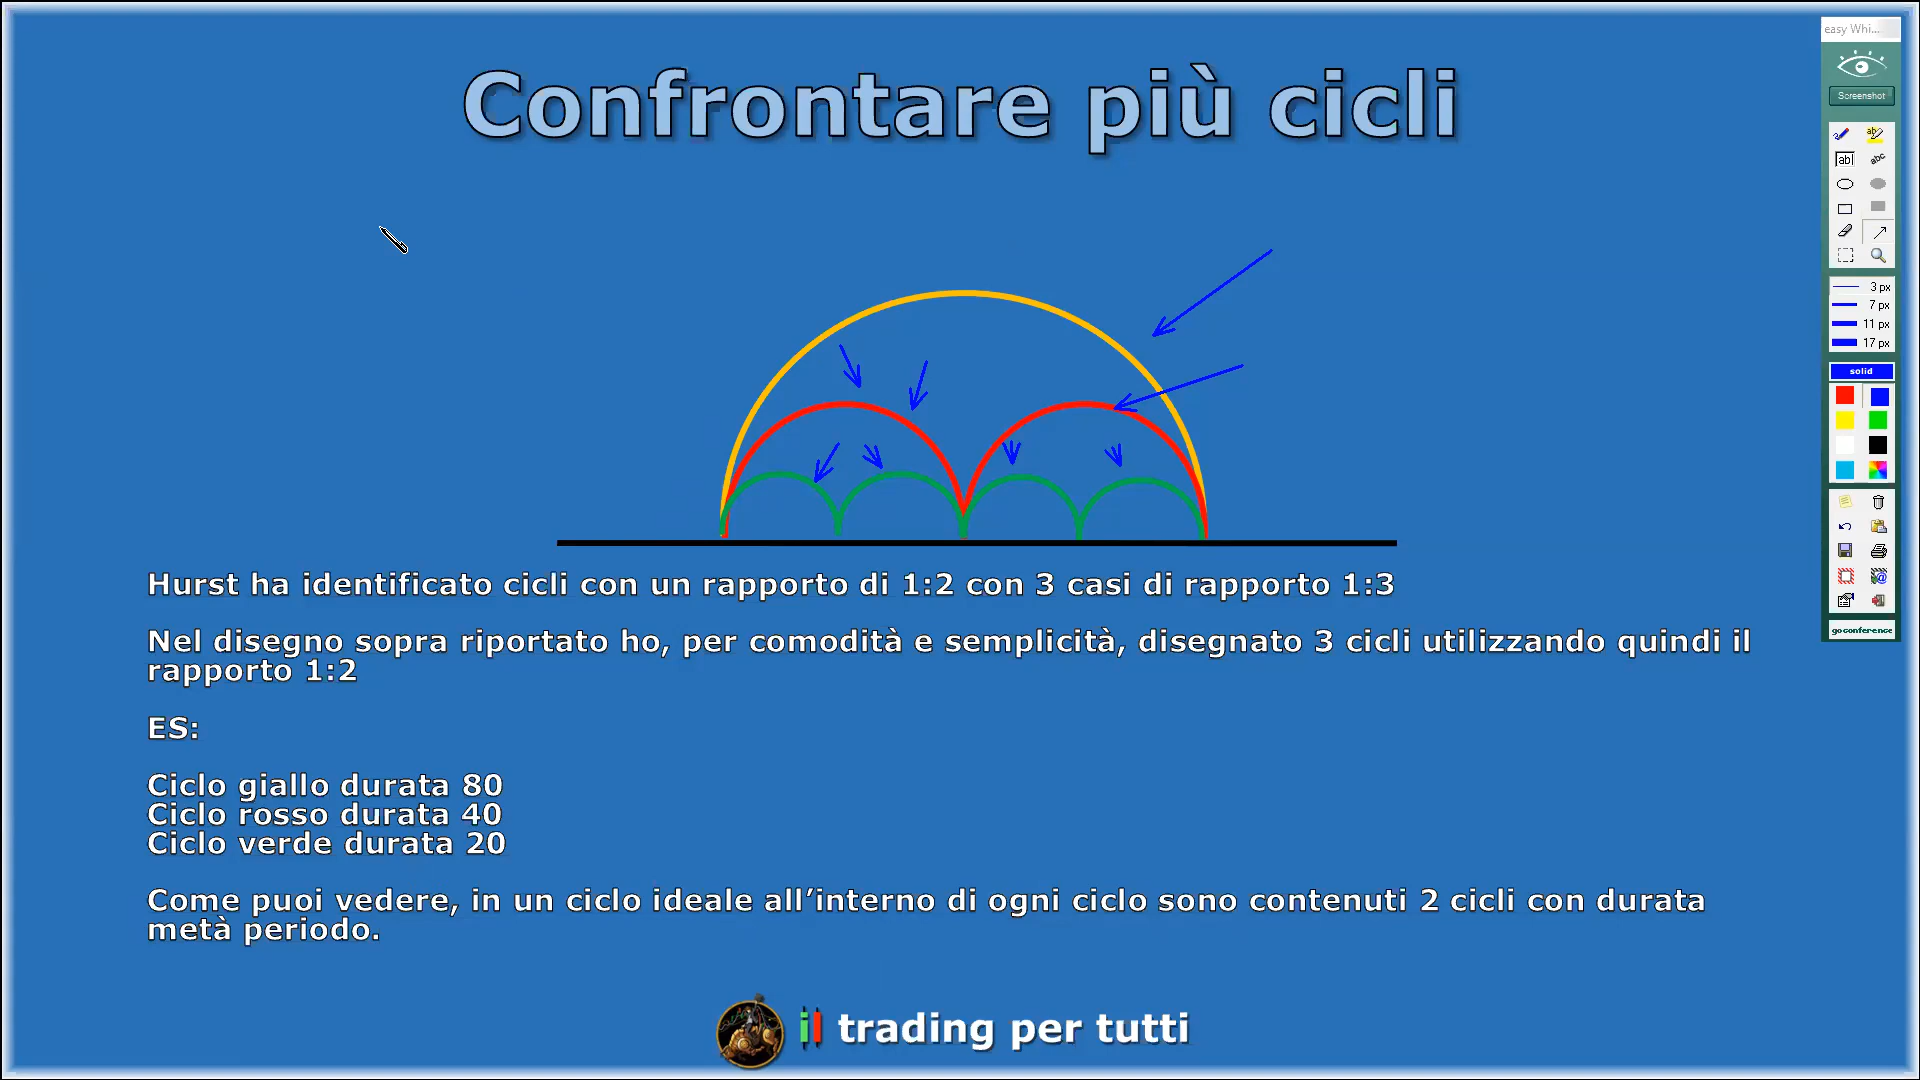 Confrontare più cicli
Hurst ha identificato cicli con un rapporto di 1:2 con 3 casi di rapporto 1:3
Nel disegno sopra riportato ho, per comodità e semplicità, disegnato 3 cicli utilizzando quindi il
rapporto 1:2
ES:
Ciclo giallo durata 80
Ciclo rosso durata 40
Ciclo verde durata 20
Come puoi vedere, in un ciclo ideale all’interno di ogni ciclo sono contenuti 2 cicli con durata
metà periodo.
il trading per tutti
easy Whi...
Screenshot
ab
ab
abc
3 px
7 px
11 px
17 px
solid
goconference